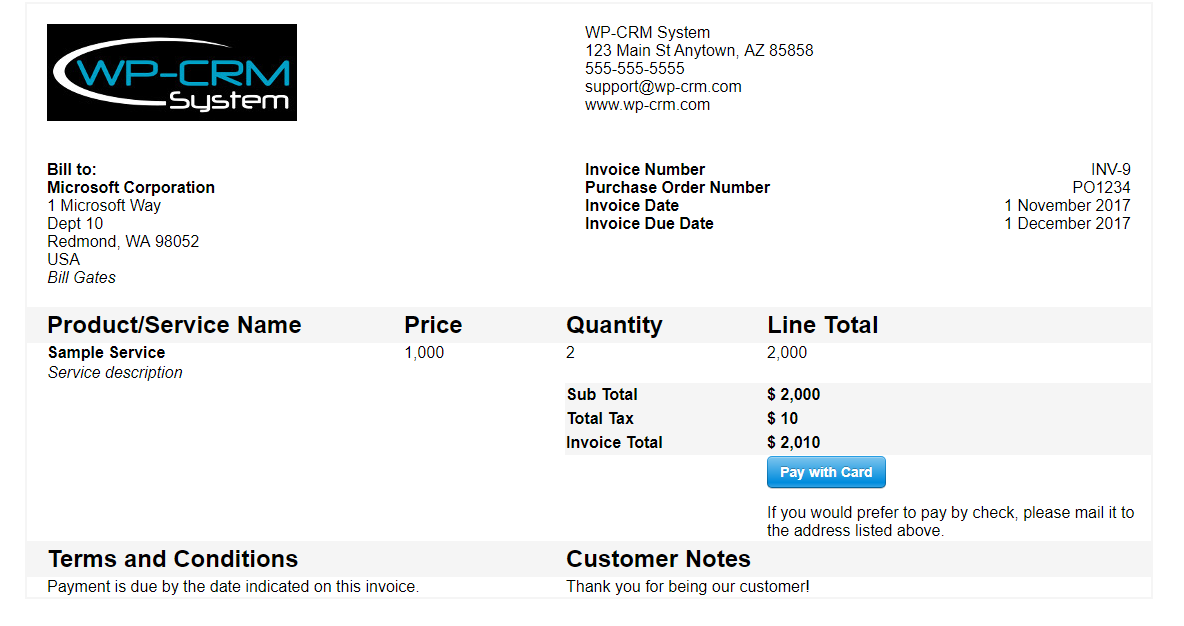 WP-CRM
System
WP-CRM System
123 Main St Anytown, AZ 85858
555-555-5555
support@wp-crm.com
www.wp-crm.com
Bill to:
Microsoft Corporation
1 Microsoft Way
Dept 10
Redmond, WA 98052
USA
Bill Gates
Invoice Number INV-9
Purchase Order Number PO1234
Invoice Date 1 November 2017
Invoice Due Date 1 December 2017
Product/Service Name Price Quantity Line Total
Sample Service 1,000 2 2,000
Service description
Sub Total $ 2,000
Total Tax $ 10
Invoice Total $ 2,010
Pay with Card
If you would prefer to pay by check, please mail it to
the address listed above.
Terms and Conditions Customer Notes
Payment is due by the date indicated on this invoice. Thank you for being our customer!